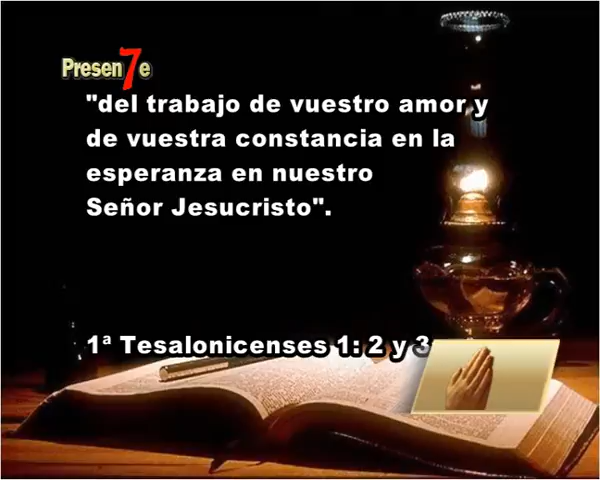 Presen7e
"del trabajo de vuestro amor y
de vuestra constancia en la
esperanza en nuestro
Señor Jesucristo".
1ª Tesalonicenses 1: 2 y 3